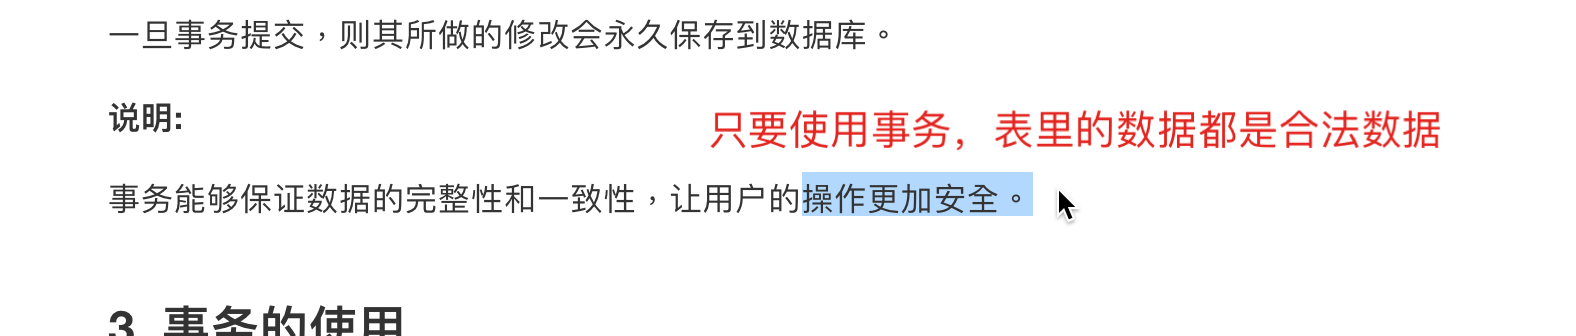 一旦事务提交，则其所做的修改会永久保存到数据库。
说明:
只要使用事务，表里的数据都是合法数据
事务能够保证数据的完整性和一致性，让用户的操作更加安全。
3. 事务的使用